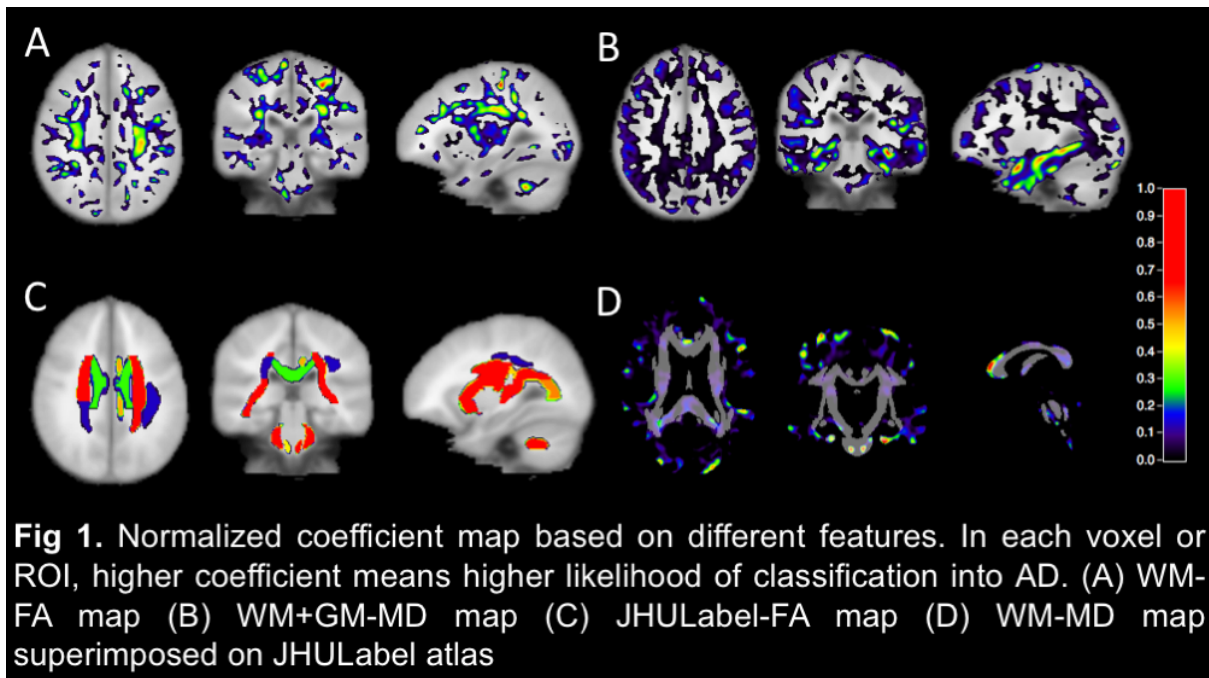 A
B
1.0
0.9
0.8
0.7
0.6
0.5
0.4
0.3
0.2
0.1
0.0
C
D
Fig 1. Normalized coefficient map based on different features. In each voxel or
ROI, higher coefficient means higher likelihood of classification into AD. (A) WM-
FA map (B) WM+GM-MD map (C) JHULabel-FA map (D) WM-MD map
superimposed on JHULabel atlas